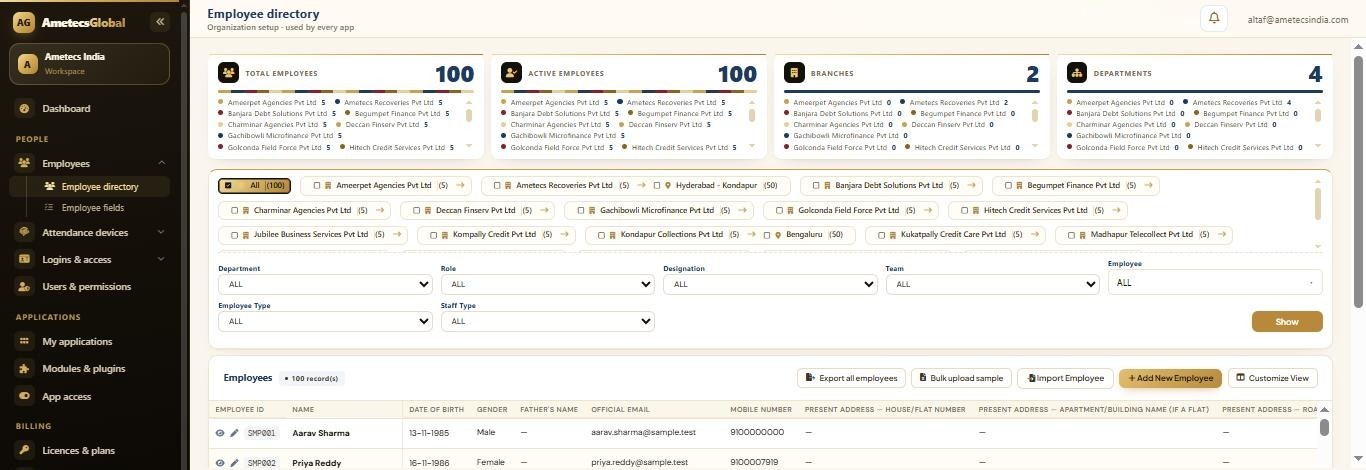 AG AmetecsGlobal
A Ametecs India
Workspace
Dashboard
PEOPLE
Employees
Employee directory
Employee fields
Attendance devices
Logins & access
Users & permissions
APPLICATIONS
My applications
Modules & plugins
App access
BILLING
Licences & plans
Employee directory
Organization setup · used by every app
altaf@ametecsindia.com
TOTAL EMPLOYEES 100
Ameerpet Agencies Pvt Ltd 5 Ametecs Recoveries Pvt Ltd 5
Banjara Debt Solutions Pvt Ltd 5 Begumpet Finance Pvt Ltd 5
Charminar Agencies Pvt Ltd 5 Deccan Finserv Pvt Ltd 5
Gachibowli Microfinance Pvt Ltd 5
Golconda Field Force Pvt Ltd 5 Hitech Credit Services Pvt Ltd 5
ACTIVE EMPLOYEES 100
Ameerpet Agencies Pvt Ltd 5 Ametecs Recoveries Pvt Ltd 5
Banjara Debt Solutions Pvt Ltd 5 Begumpet Finance Pvt Ltd 5
Charminar Agencies Pvt Ltd 5 Deccan Finserv Pvt Ltd 5
Gachibowli Microfinance Pvt Ltd 5
Golconda Field Force Pvt Ltd 5 Hitech Credit Services Pvt Ltd 5
BRANCHES 2
Ameerpet Agencies Pvt Ltd 0 Ametecs Recoveries Pvt Ltd 2
Banjara Debt Solutions Pvt Ltd 0 Begumpet Finance Pvt Ltd 0
Charminar Agencies Pvt Ltd 0 Deccan Finserv Pvt Ltd 0
Gachibowli Microfinance Pvt Ltd 0
Golconda Field Force Pvt Ltd 0 Hitech Credit Services Pvt Ltd 0
DEPARTMENTS 4
Ameerpet Agencies Pvt Ltd 0 Ametecs Recoveries Pvt Ltd 4
Banjara Debt Solutions Pvt Ltd 0 Begumpet Finance Pvt Ltd 0
Charminar Agencies Pvt Ltd 0 Deccan Finserv Pvt Ltd 0
Gachibowli Microfinance Pvt Ltd 0
Golconda Field Force Pvt Ltd 0 Hitech Credit Services Pvt Ltd 0
All (100) Ameerpet Agencies Pvt Ltd (5) → Ametecs Recoveries Pvt Ltd (5) → Hyderabad - Kondapur (50) Banjara Debt Solutions Pvt Ltd (5) → Begumpet Finance Pvt Ltd (5) →
Charminar Agencies Pvt Ltd (5) → Deccan Finserv Pvt Ltd (5) → Gachibowli Microfinance Pvt Ltd (5) → Golconda Field Force Pvt Ltd (5) → Hitech Credit Services Pvt Ltd (5) →
Jubilee Business Services Pvt Ltd (5) → Kompally Credit Pvt Ltd (5) → Kondapur Collections Pvt Ltd (5) → Bengaluru (50) Kukatpally Credit Care Pvt Ltd (5) → Madhapur Telecollect Pvt Ltd (5) →
Department Role Designation Team Employee
ALL ALL ALL ALL ALL
Employee Type Staff Type
ALL ALL Show
Employees • 100 record(s) Export all employees Bulk upload sample Import Employee + Add New Employee Customize View
EMPLOYEE ID NAME DATE OF BIRTH GENDER FATHER'S NAME OFFICIAL EMAIL MOBILE NUMBER PRESENT ADDRESS — HOUSE/FLAT NUMBER PRESENT ADDRESS — APARTMENT/BUILDING NAME (IF A FLAT) PRESENT ADDRESS — ROA
SMP001 Aarav Sharma 13-11-1985 Male — aarav.sharma@sample.test 9100000000 — — —
SMP002 Priya Reddy 16-11-1986 Female — priya.reddy@sample.test 9100007919 — — —